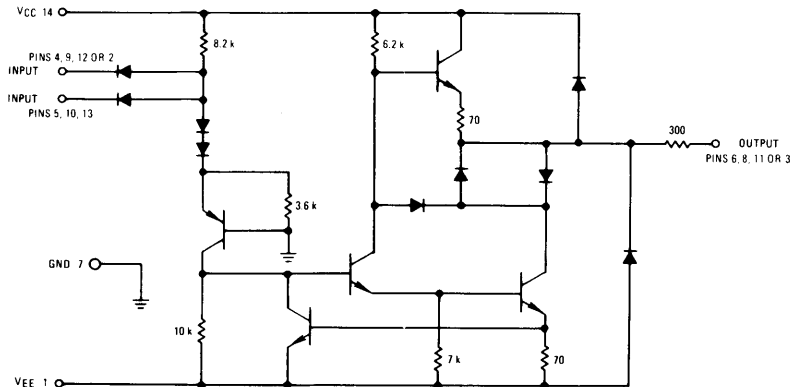 VCC 14
8.2 k
6.2 k
PINS 4, 9, 12 OR 2
INPUT
INPUT
PINS 5, 10, 13
70
300
OUTPUT
PINS 6, 8, 11 OR 3
3.6 k
GND 7
10 k
7 k
70
VEE 1